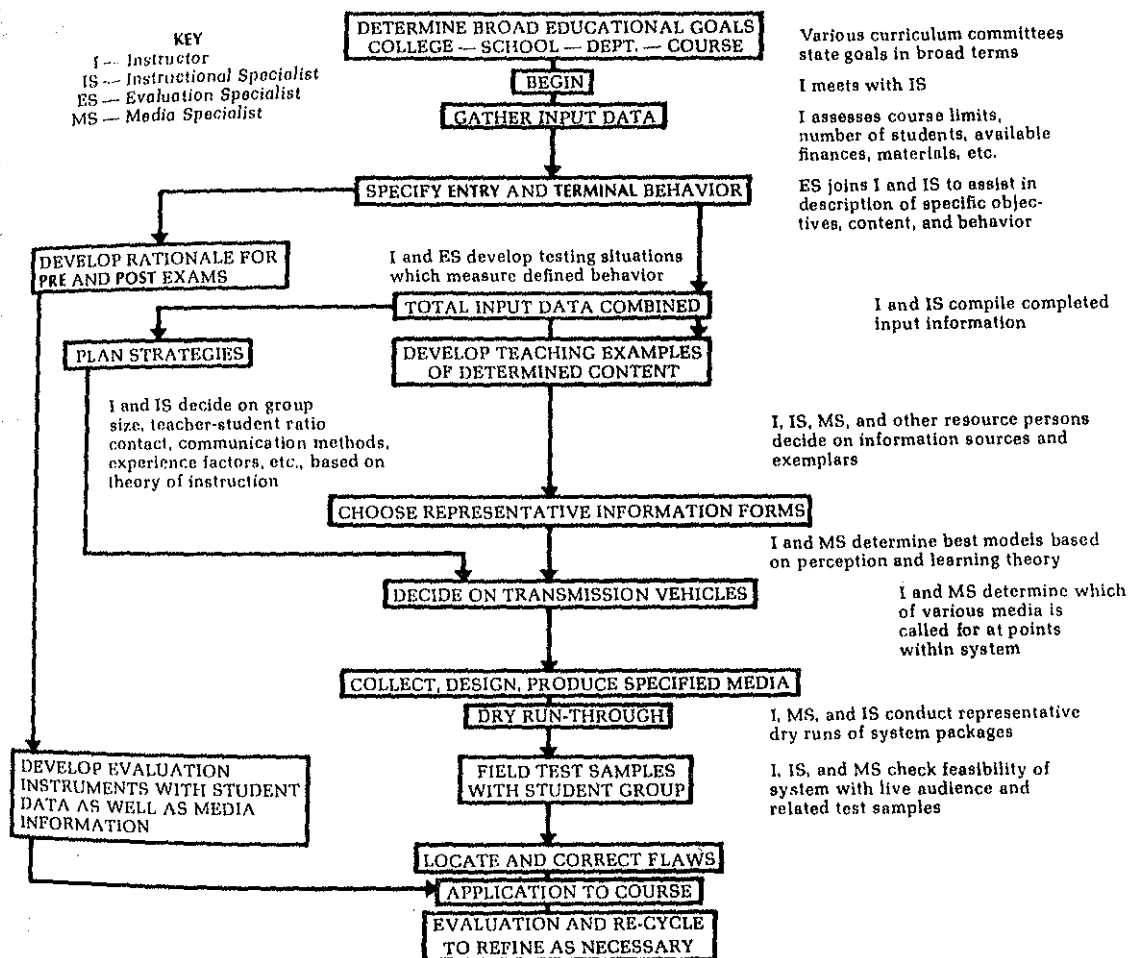 DETERMINE BROAD EDUCATIONAL GOALS
COLLEGE — SCHOOL — DEPT. — COURSE
Various curriculum committees
state goals in broad terms
KEY
I — Instructor
IS — Instructional Specialist
ES — Evaluation Specialist
MS — Media Specialist
BEGIN
I meets with IS
GATHER INPUT DATA
I assesses course limits,
number of students, available
finances, materials, etc.
SPECIFY ENTRY AND TERMINAL BEHAVIOR
ES joins I and IS to assist in
description of specific objec-
tives, content, and behavior
DEVELOP RATIONALE FOR
PRE AND POST EXAMS
I and ES develop testing situations
which measure defined behavior
TOTAL INPUT DATA COMBINED
I and IS compile completed
input information
PLAN STRATEGIES
DEVELOP TEACHING EXAMPLES
OF DETERMINED CONTENT
I and IS decide on group
size, teacher-student ratio
contact, communication methods,
experience factors, etc., based on
theory of instruction
I, IS, MS, and other resource persons
decide on information sources and
exemplars
CHOOSE REPRESENTATIVE INFORMATION FORMS
I and MS determine best models based
on perception and learning theory
DECIDE ON TRANSMISSION VEHICLES
I and MS determine which
of various media is
called for at points
within system
COLLECT, DESIGN, PRODUCE SPECIFIED MEDIA
DRY RUN-THROUGH
I, MS, and IS conduct representative
dry runs of system packages
DEVELOP EVALUATION
INSTRUMENTS WITH STUDENT
DATA AS WELL AS MEDIA
INFORMATION
FIELD TEST SAMPLES
WITH STUDENT GROUP
I, IS, and MS check feasibility of
system with live audience and
related test samples
LOCATE AND CORRECT FLAWS
APPLICATION TO COURSE
EVALUATION AND RE-CYCLE
TO REFINE AS NECESSARY